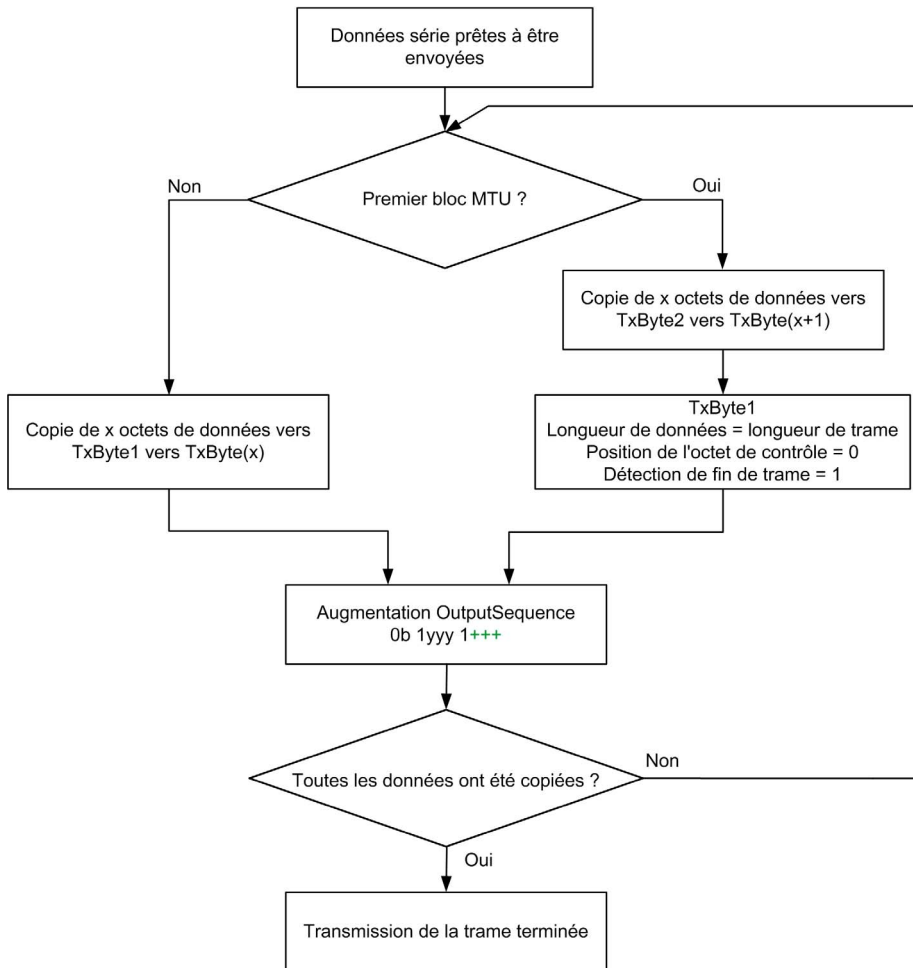 Données série prêtes à être
envoyées
Premier bloc MTU ?
Non
Oui
Copie de x octets de données vers
TxByte2 vers TxByte(x+1)
Copie de x octets de données vers
TxByte1 vers TxByte(x)
TxByte1
Longueur de données = longueur de trame
Position de l'octet de contrôle = 0
Détection de fin de trame = 1
Augmentation OutputSequence
0b 1yyy 1+++
Toutes les données ont été copiées ?
Non
Oui
Transmission de la trame terminée